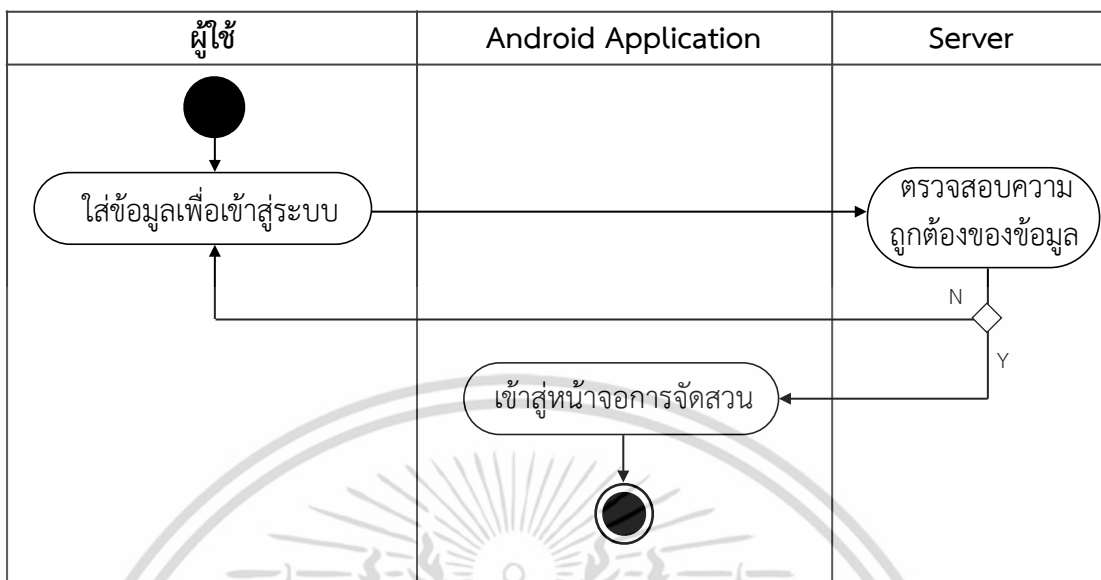 ผู้ใช้
Android Application
Server
ใส่ข้อมูลเพื่อเข้าสู่ระบบ
ตรวจสอบความ
ถูกต้องของข้อมูล
N
Y
เข้าสู่หน้าจอการจัดสวน